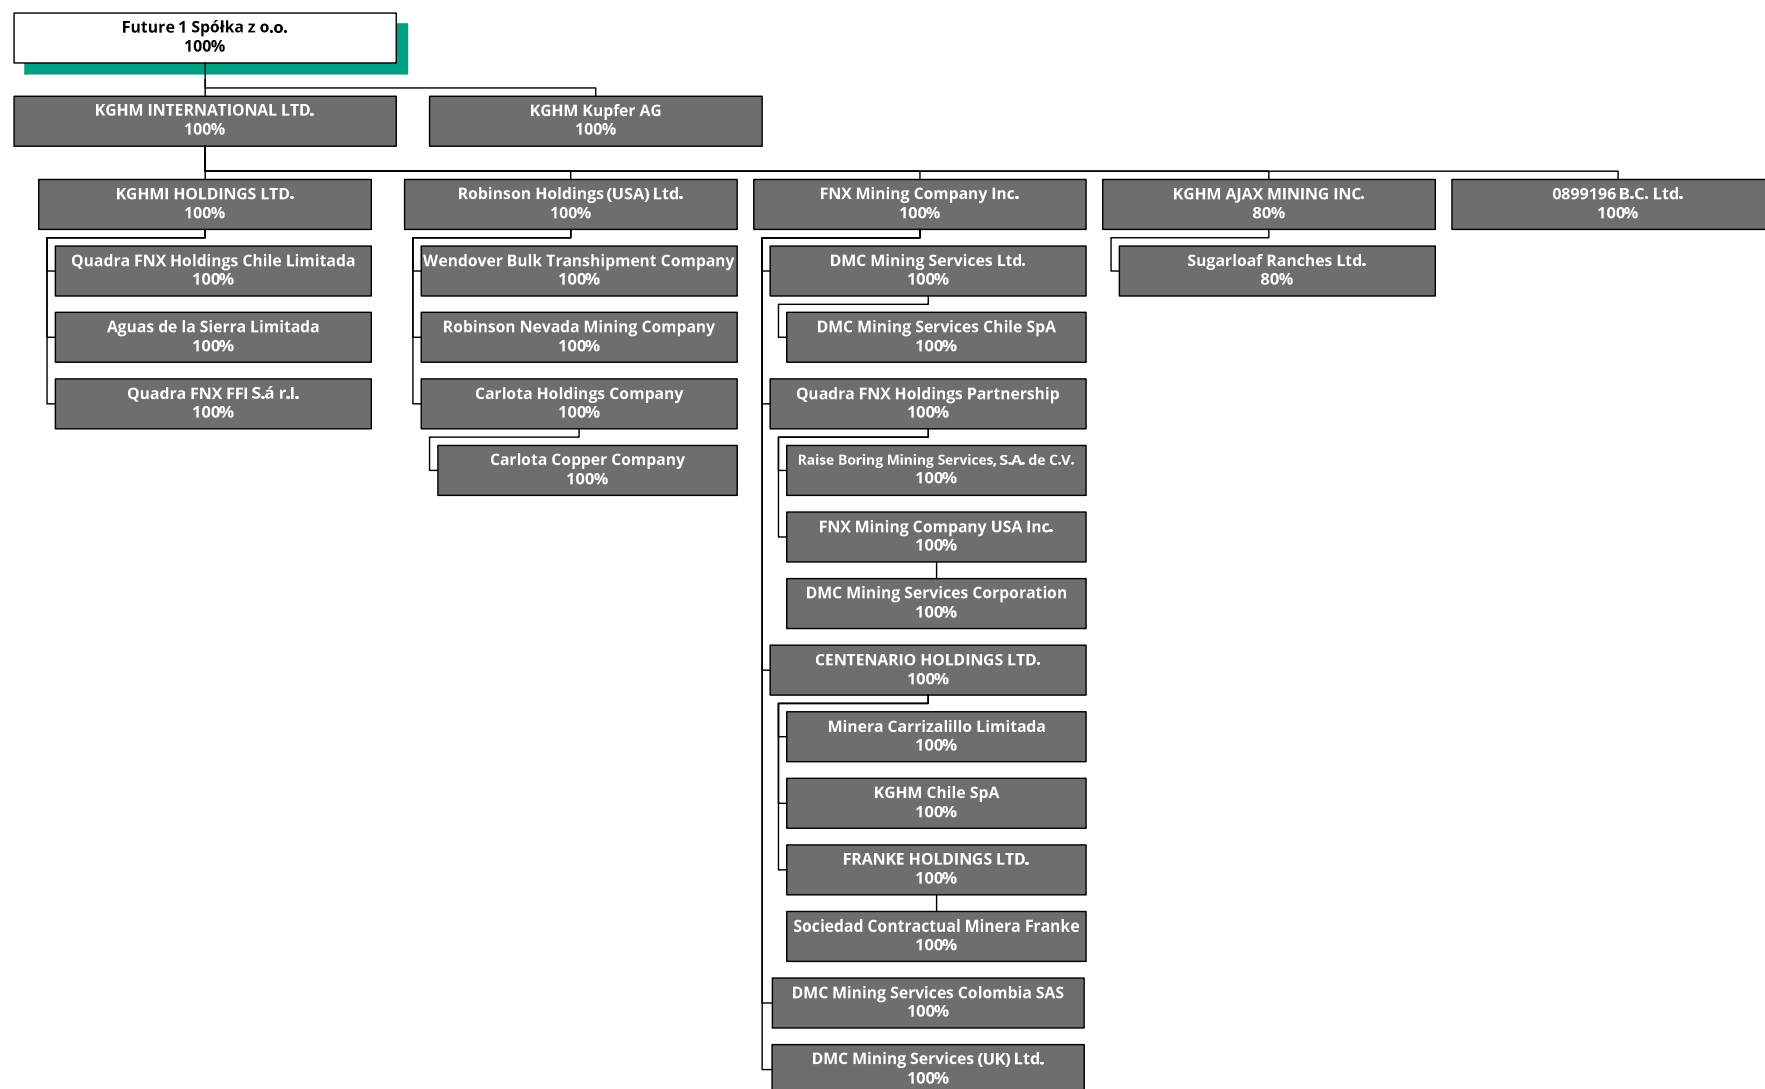 Future 1 Spółka z o.o.
100%
KGHM INTERNATIONAL LTD.
100%
KGHM Kupfer AG
100%
KGHMI HOLDINGS LTD.
100%
Quadra FNX Holdings Chile Limitada
100%
Aguas de la Sierra Limitada
100%
Quadra FNX FFI S.á r.l.
100%
Robinson Holdings (USA) Ltd.
100%
Wendover Bulk Transhipment Company
100%
Robinson Nevada Mining Company
100%
Carlota Holdings Company
100%
Carlota Copper Company
100%
FNX Mining Company Inc.
100%
DMC Mining Services Ltd.
100%
DMC Mining Services Chile SpA
100%
Quadra FNX Holdings Partnership
100%
Raise Boring Mining Services, S.A. de C.V.
100%
FNX Mining Company USA Inc.
100%
DMC Mining Services Corporation
100%
CENTENARIO HOLDINGS LTD.
100%
Minera Carrizalillo Limitada
100%
KGHM Chile SpA
100%
FRANKE HOLDINGS LTD.
100%
Sociedad Contractual Minera Franke
100%
DMC Mining Services Colombia SAS
100%
DMC Mining Services (UK) Ltd.
100%
KGHM AJAX MINING INC.
80%
Sugarloaf Ranches Ltd.
80%
0899196 B.C. Ltd.
100%